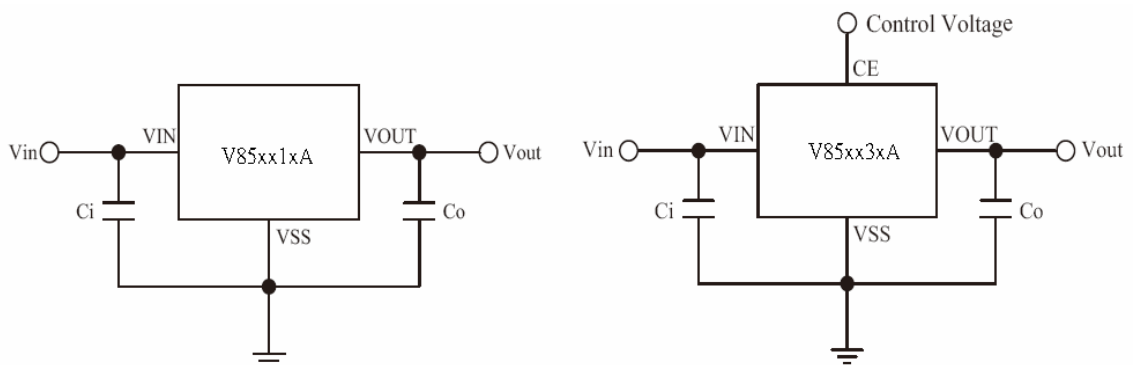 Vin
VIN
V85xx1xA
VOUT
Vout
Ci
Co
VSS
Control Voltage
CE
Vin
VIN
V85xx3xA
VOUT
Vout
Ci
Co
VSS